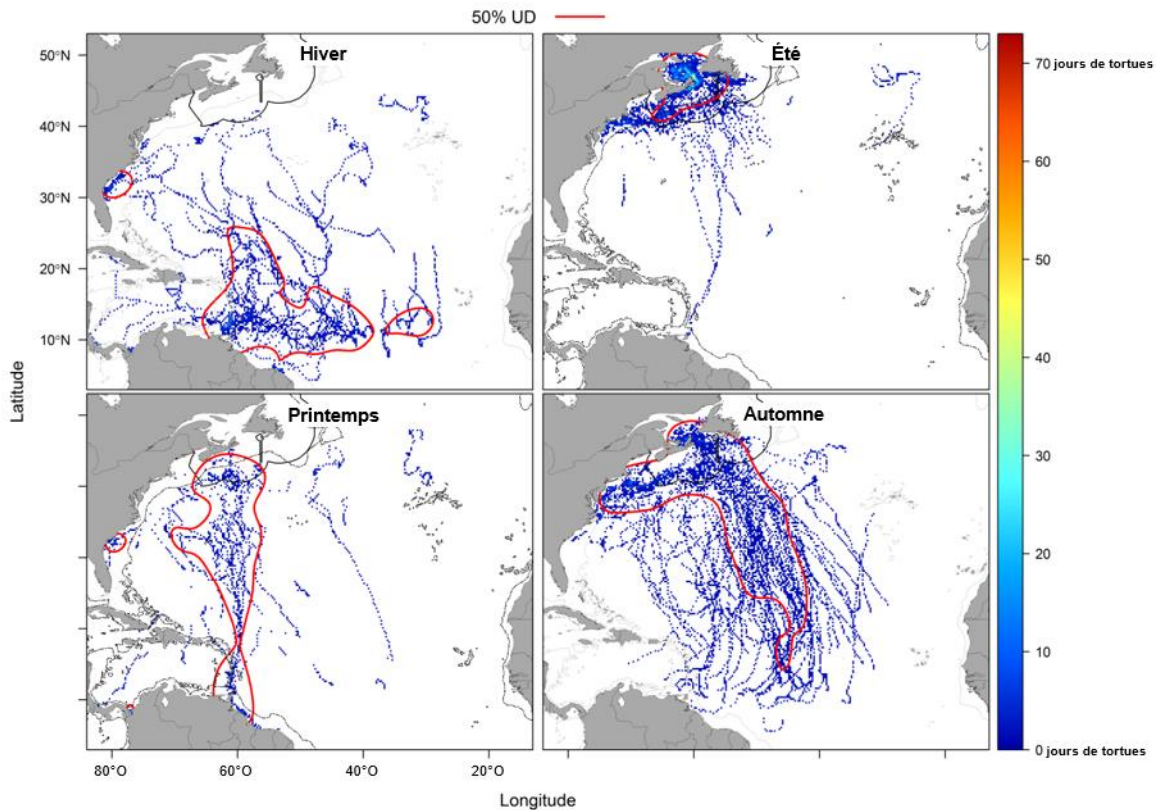 50% UD
Hiver
Été
50°N
40°N
30°N
20°N
10°N
Latitude
Printemps
Automne
80°O
60°O
40°O
20°O
Longitude
70 jours de tortues
60
50
40
30
20
10
0 jours de tortues